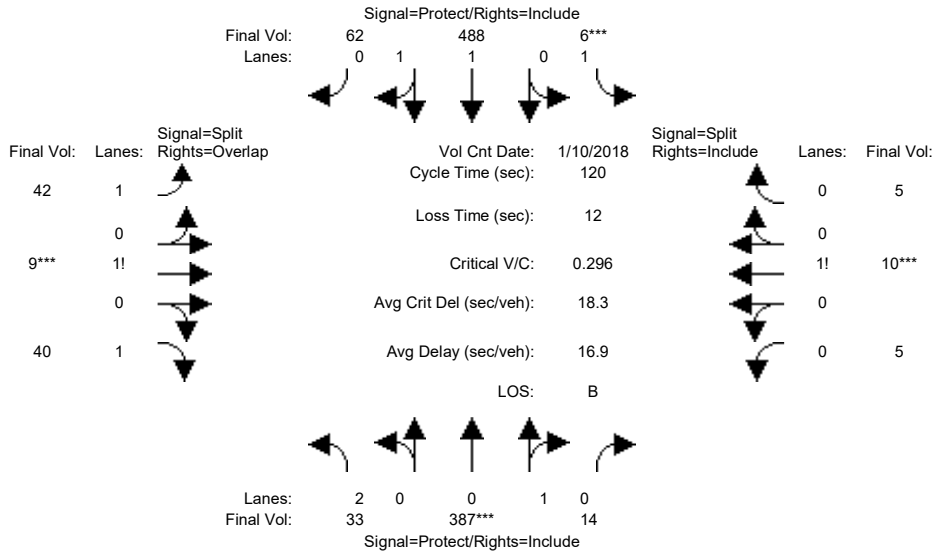 Signal=Protect/Rights=Include
Final Vol: 62 488 6***
Lanes: 0 1 1 0 1
Signal=Split
Final Vol: Lanes: Rights=Overlap
Vol Cnt Date: 1/10/2018
Signal=Split
Rights=Include Lanes: Final Vol:
Cycle Time (sec): 120
42 1
0 5
Loss Time (sec): 12
0
0
9*** 1!
Critical V/C: 0.296
1! 10***
0
Avg Crit Del (sec/veh): 18.3
0
40 1
Avg Delay (sec/veh): 16.9
0 5
LOS: B
Lanes: 2 0 0 1 0
Final Vol: 33 387*** 14
Signal=Protect/Rights=Include